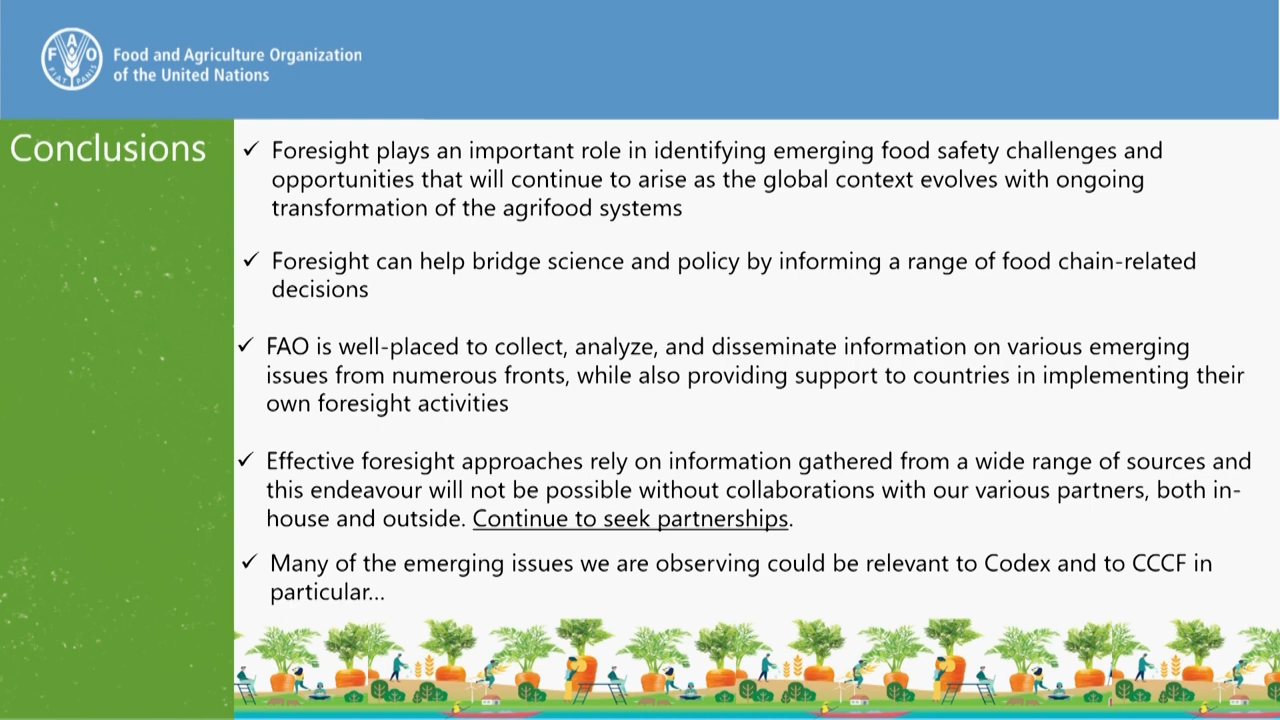 F A O
FIAT PANIS
Food and Agriculture Organization
of the United Nations
Conclusions
✓ Foresight plays an important role in identifying emerging food safety challenges and
opportunities that will continue to arise as the global context evolves with ongoing
transformation of the agrifood systems
✓ Foresight can help bridge science and policy by informing a range of food chain-related
decisions
✓ FAO is well-placed to collect, analyze, and disseminate information on various emerging
issues from numerous fronts, while also providing support to countries in implementing their
own foresight activities
✓ Effective foresight approaches rely on information gathered from a wide range of sources and
this endeavour will not be possible without collaborations with our various partners, both in-
house and outside. Continue to seek partnerships.
✓ Many of the emerging issues we are observing could be relevant to Codex and to CCCF in
particular...